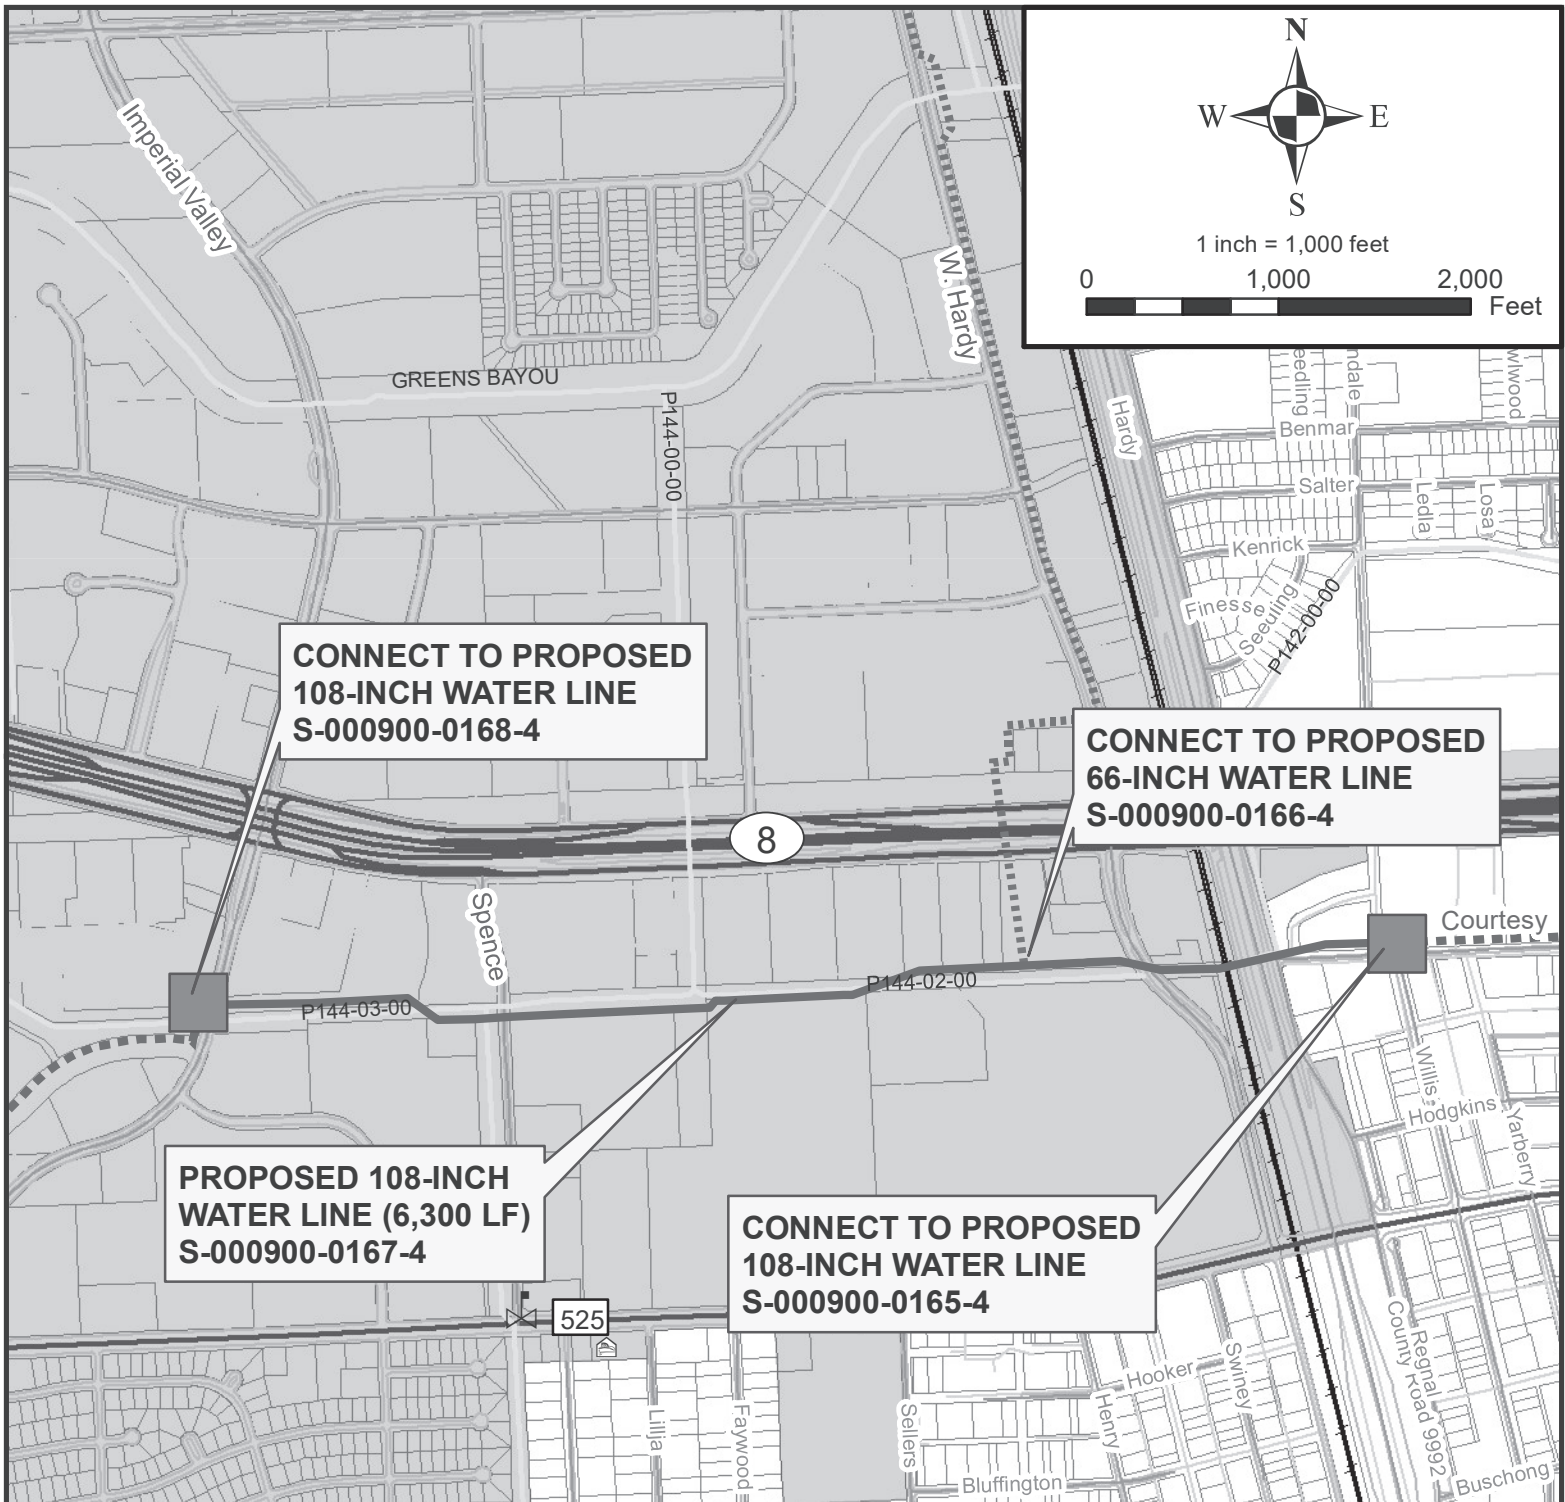 N
W E
S
1 inch = 1,000 feet
0 1,000 2,000
Feet
Imperial Valley
W. Hardy
Hardy
GREENS BAYOU
P144-00-00
eedling
ndale
wlwood
Benmar
Salter
Ledla
Losa
Kenrick
Finesse
P142-00-00
CONNECT TO PROPOSED
108-INCH WATER LINE
S-000900-0168-4
CONNECT TO PROPOSED
66-INCH WATER LINE
S-000900-0166-4
8
Spence
Courtesy
P144-03-00
P144-02-00
Willis
Hodgkins
Yarberry
PROPOSED 108-INCH
WATER LINE (6,300 LF)
S-000900-0167-4
CONNECT TO PROPOSED
108-INCH WATER LINE
S-000900-0165-4
525
Regnal
County Road 9992
Hooker
Swiney
Lillja
Faywood
Sellers
Henry
Bluffington
Buschong